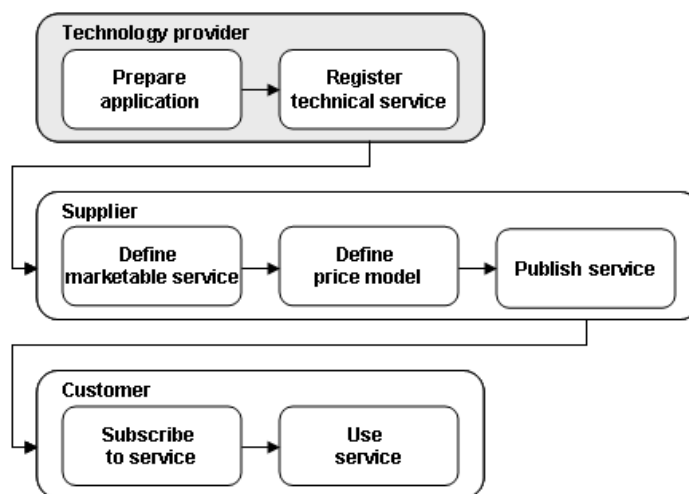 Technology provider
Prepare
application
Register
technical service
Supplier
Define
marketable service
Define
price model
Publish service
Customer
Subscribe
to service
Use
service